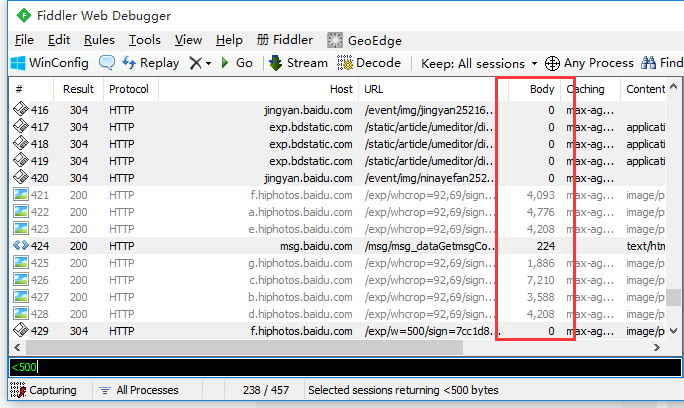 Fiddler Web Debugger
File Edit Rules Tools View Help 册 Fiddler GeoEdge
WinConfig Replay Go Stream Decode Keep: All sessions Any Process Find
# Result Protocol Host URL Body Caching Content
416 304 HTTP jingyan.baidu.com /event/img/jingyan25216... 0 max-ag...
417 304 HTTP exp.bdstatic.com /static/article/umeditor/di... 0 max-ag... applicati
418 304 HTTP exp.bdstatic.com /static/article/umeditor/di... 0 max-ag... applicati
419 304 HTTP exp.bdstatic.com /static/article/umeditor/di... 0 max-ag... applicati
420 304 HTTP jingyan.baidu.com /event/img/ninayefan252... 0 max-ag...
421 200 HTTP f.hiphotos.baidu.com /exp/whcrop=92,69/sign... 4,093 max-ag... image/p
422 200 HTTP a.hiphotos.baidu.com /exp/whcrop=92,69/sign... 4,776 max-ag... image/p
423 200 HTTP e.hiphotos.baidu.com /exp/whcrop=92,69/sign... 4,208 max-ag... image/p
424 200 HTTP msg.baidu.com /msg/msg_dataGetmsgCo... 224 text/htm
425 200 HTTP g.hiphotos.baidu.com /exp/whcrop=92,69/sign... 1,886 max-ag... image/p
426 200 HTTP c.hiphotos.baidu.com /exp/whcrop=92,69/sign... 7,210 max-ag... image/p
427 200 HTTP b.hiphotos.baidu.com /exp/whcrop=92,69/sign... 3,588 max-ag... image/p
428 200 HTTP d.hiphotos.baidu.com /exp/whcrop=92,69/sign... 4,208 max-ag... image/p
429 304 HTTP f.hiphotos.baidu.com /exp/w=500/sign=7cc1d8... 0 max-ag... image/p
<500
Capturing All Processes 238 / 457 Selected sessions returning <500 bytes